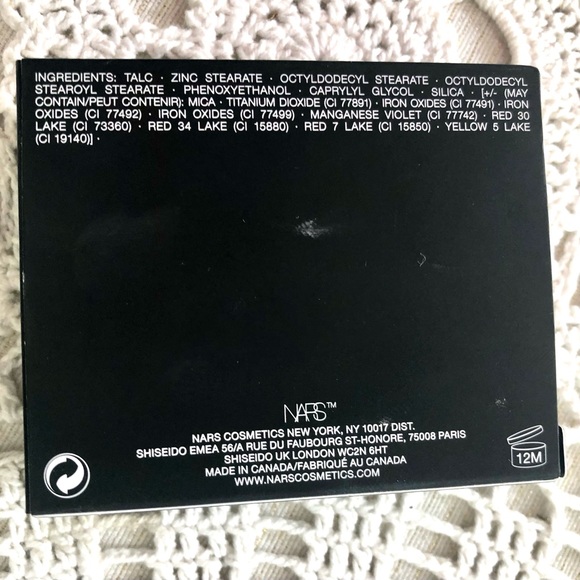 INGREDIENTS: TALC · ZINC STEARATE · OCTYLDODECYL STEARATE · OCTYLDODECYL
STEAROYL STEARATE · PHENOXYETHANOL · CAPRYLYL GLYCOL · SILICA · [+/- (MAY
CONTAIN/PEUT CONTENIR): MICA · TITANIUM DIOXIDE (CI 77891) · IRON OXIDES (CI 77491) · IRON
OXIDES (CI 77492) · IRON OXIDES (CI 77499) · MANGANESE VIOLET (CI 77742) · RED 30
LAKE (CI 73360) · RED 34 LAKE (CI 15880) · RED 7 LAKE (CI 15850) · YELLOW 5 LAKE
(CI 19140)] ·
NARS™
NARS COSMETICS NEW YORK, NY 10017 DIST.
SHISEIDO EMEA 56/A RUE DU FAUBOURG ST-HONORE, 75008 PARIS
SHISEIDO UK LONDON WC2N 6HT
MADE IN CANADA/FABRIQUÉ AU CANADA
WWW.NARSCOSMETICS.COM
12M